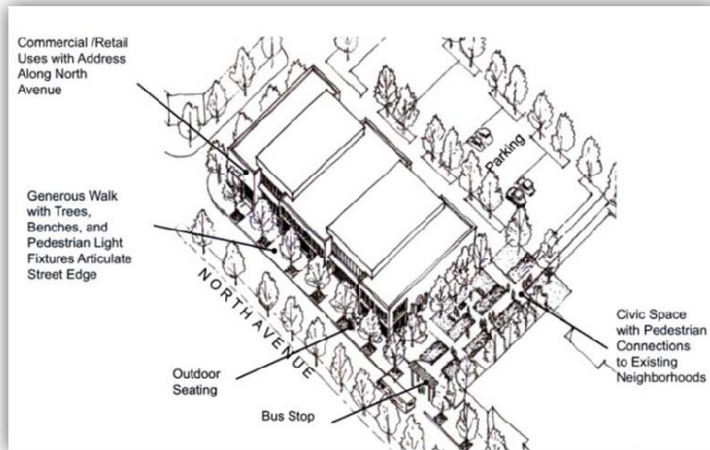 Commercial /Retail
Uses with Address
Along North
Avenue
Parking
Generous Walk
with Trees,
Benches, and
Pedestrian Light
Fixtures Articulate
Street Edge
NORTH AVENUE
Civic Space
with Pedestrian
Connections
to Existing
Neighborhoods
Outdoor
Seating
Bus Stop